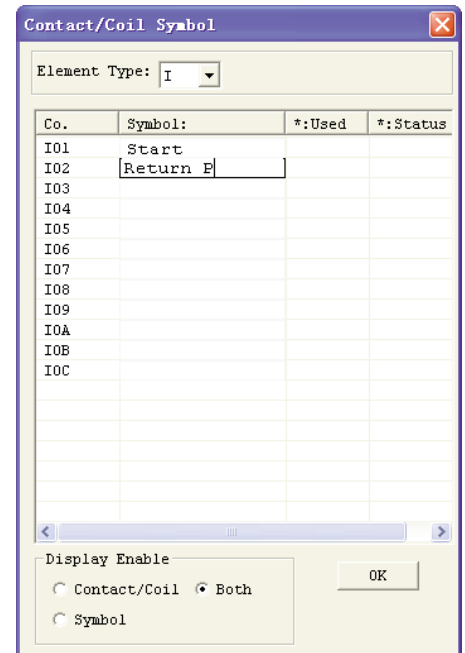 Contact/Coil Symbol
Element Type: I
Co. Symbol: *:Used *:Status
I01 Start
I02 Return P
I03
I04
I05
I06
I07
I08
I09
I0A
I0B
I0C
Display Enable
Contact/Coil Both
OK
Symbol